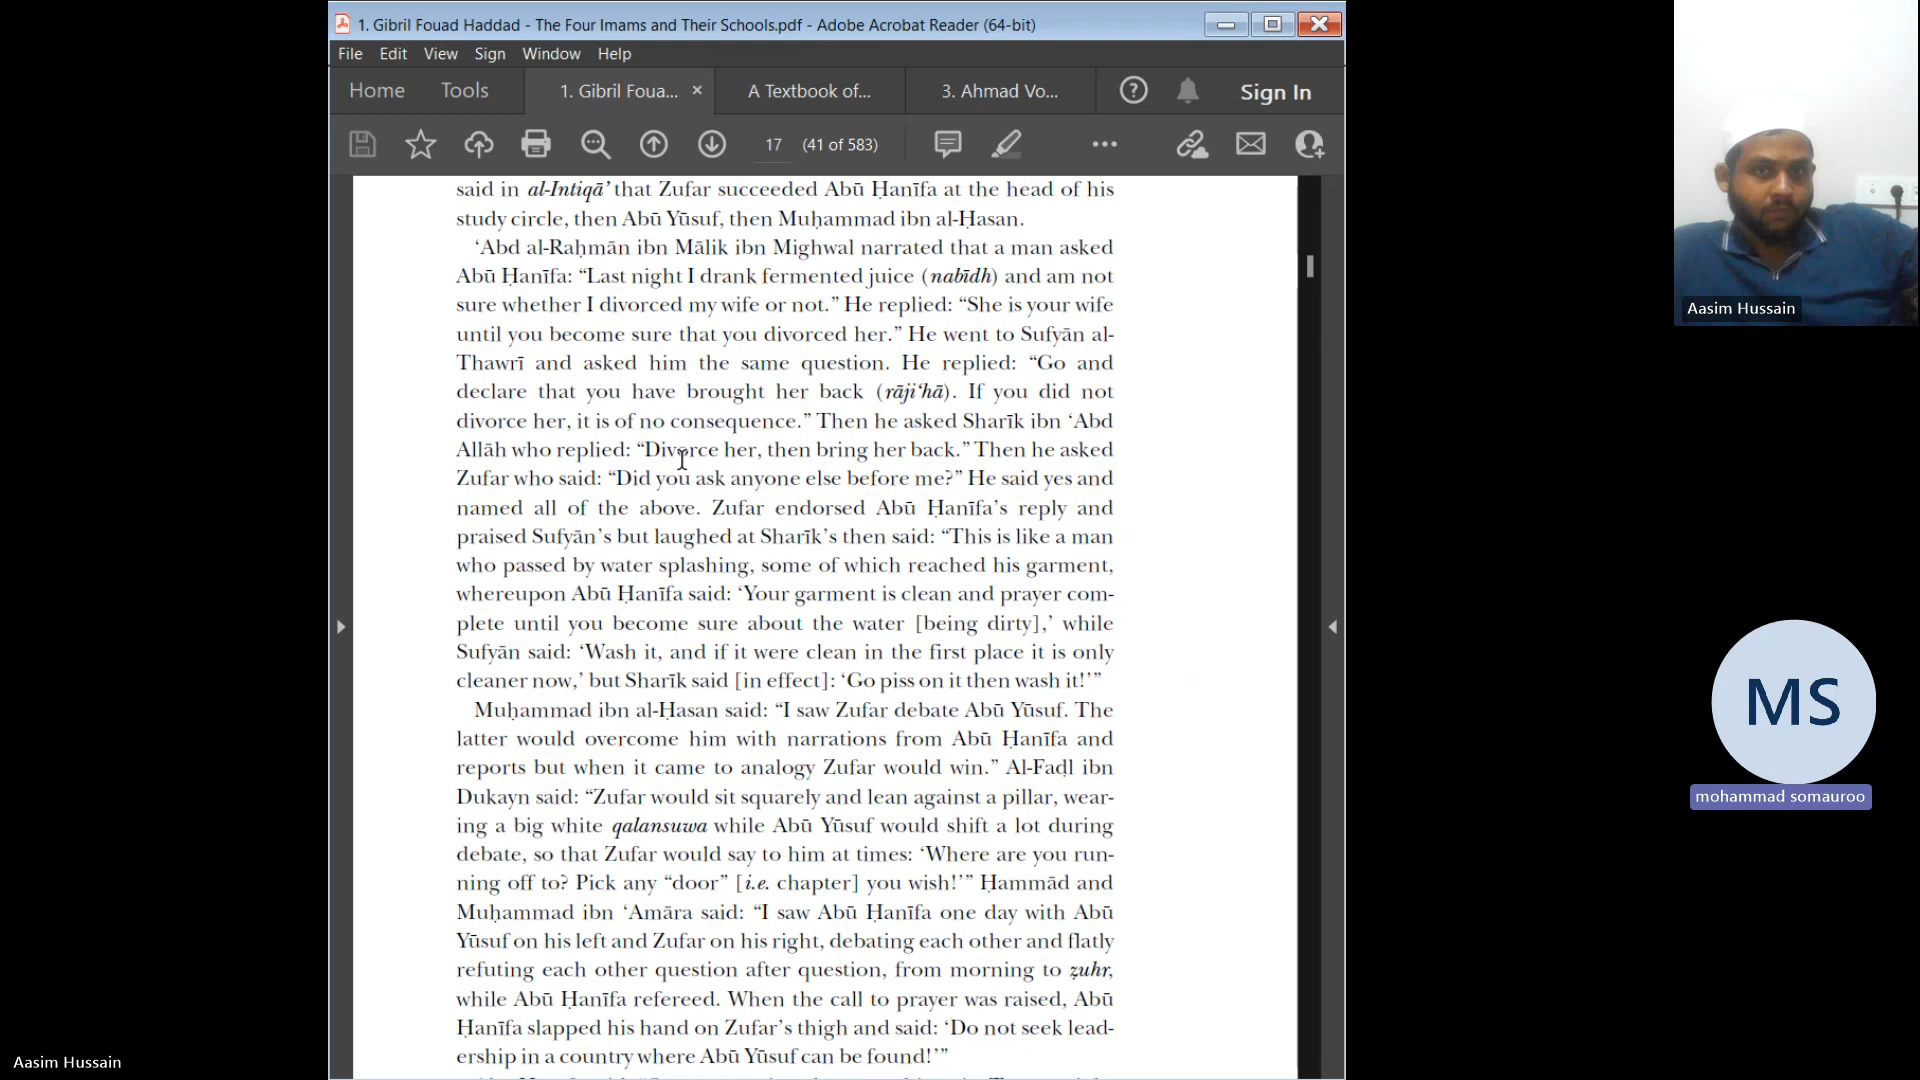 1. Gibril Fouad Haddad - The Four Imams and Their Schools.pdf - Adobe Acrobat Reader (64-bit)
File Edit View Sign Window Help
Home Tools 1. Gibril Foua... × A Textbook of... 3. Ahmad Vo... Sign In
17 (41 of 583)
said in al-Intiqā’ that Zufar succeeded Abū Ḥanīfa at the head of his
study circle, then Abū Yūsuf, then Muḥammad ibn al-Ḥasan.
‘Abd al-Raḥmān ibn Mālik ibn Mighwal narrated that a man asked
Abū Ḥanīfa: “Last night I drank fermented juice (nabīdh) and am not
sure whether I divorced my wife or not.” He replied: “She is your wife
until you become sure that you divorced her.” He went to Sufyān al-
Thawrī and asked him the same question. He replied: “Go and
declare that you have brought her back (rāji‘hā). If you did not
divorce her, it is of no consequence.” Then he asked Sharīk ibn ‘Abd
Allāh who replied: “Divorce her, then bring her back.” Then he asked
Zufar who said: “Did you ask anyone else before me?” He said yes and
named all of the above. Zufar endorsed Abū Ḥanīfa’s reply and
praised Sufyān’s but laughed at Sharīk’s then said: “This is like a man
who passed by water splashing, some of which reached his garment,
whereupon Abū Ḥanīfa said: ‘Your garment is clean and prayer com-
plete until you become sure about the water [being dirty],’ while
Sufyān said: ‘Wash it, and if it were clean in the first place it is only
cleaner now,’ but Sharīk said [in effect]: ‘Go piss on it then wash it!’”
Muḥammad ibn al-Ḥasan said: “I saw Zufar debate Abū Yūsuf. The
latter would overcome him with narrations from Abū Ḥanīfa and
reports but when it came to analogy Zufar would win.” Al-Faḍl ibn
Dukayn said: “Zufar would sit squarely and lean against a pillar, wear-
ing a big white qalansuwa while Abū Yūsuf would shift a lot during
debate, so that Zufar would say to him at times: ‘Where are you run-
ning off to? Pick any “door” [i.e. chapter] you wish!’” Ḥammād and
Muḥammad ibn ‘Amāra said: “I saw Abū Ḥanīfa one day with Abū
Yūsuf on his left and Zufar on his right, debating each other and flatly
refuting each other question after question, from morning to ẓuhr,
while Abū Ḥanīfa refereed. When the call to prayer was raised, Abū
Ḥanīfa slapped his hand on Zufar’s thigh and said: ‘Do not seek lead-
ership in a country where Abū Yūsuf can be found!’”
Aasim Hussain
MS
mohammad somauroo
Aasim Hussain